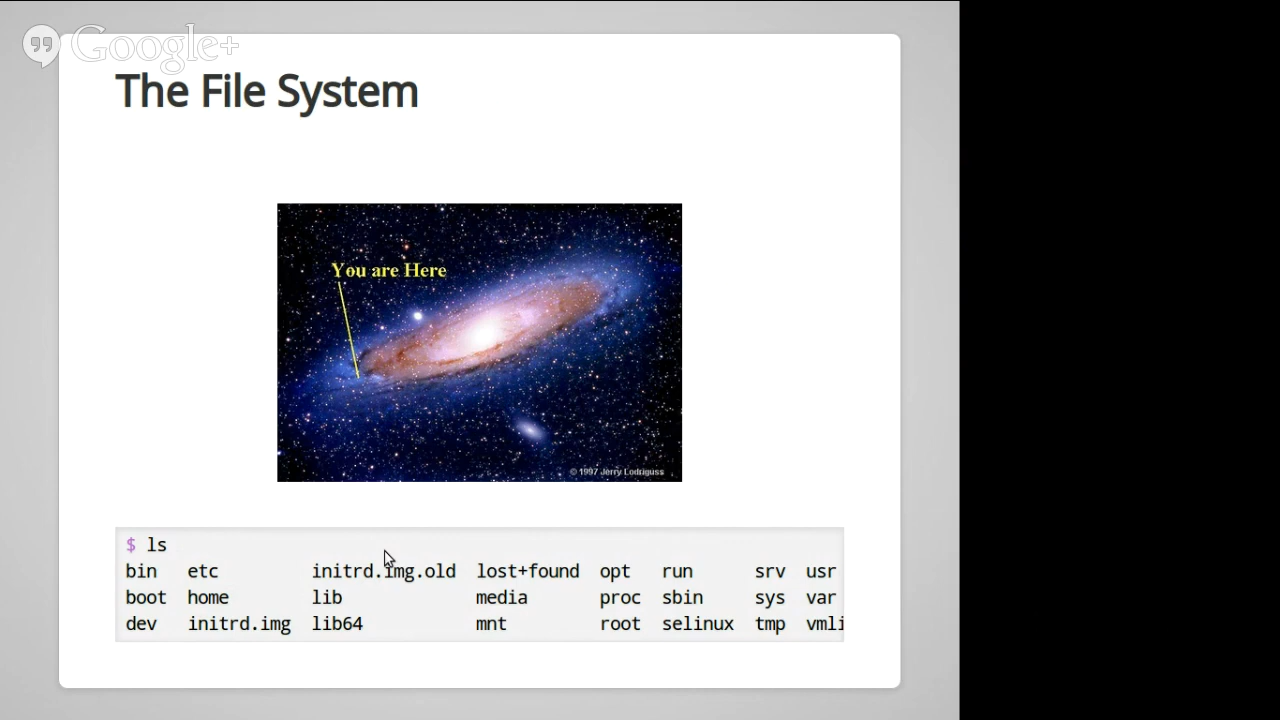 Google+
The File System
You are Here
© 1997 Jerry Lodriguss
$ ls
bin etc initrd.img.old lost+found opt run srv usr
boot home lib media proc sbin sys var
dev initrd.img lib64 mnt root selinux tmp vmli